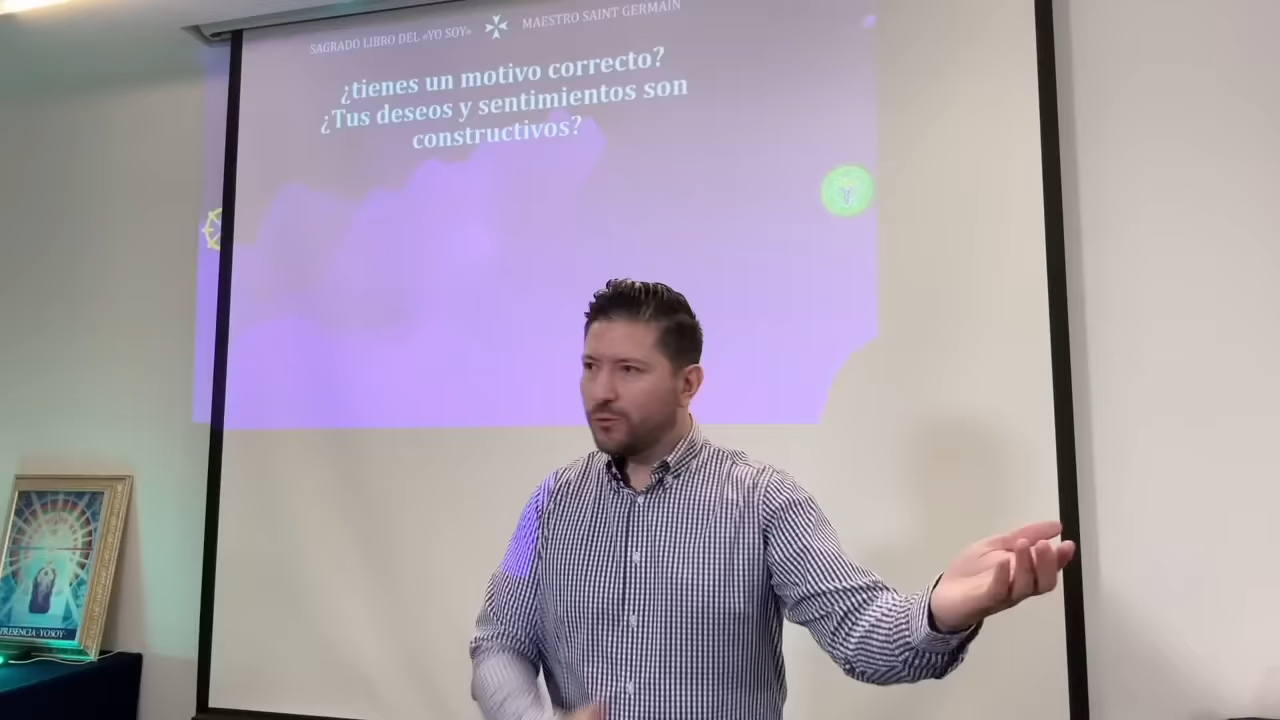 SAGRADO LIBRO DEL «YO SOY» MAESTRO SAINT GERMAIN
¿tienes un motivo correcto?
¿Tus deseos y sentimientos son
constructivos?
PRESENCIA·YO SOY·